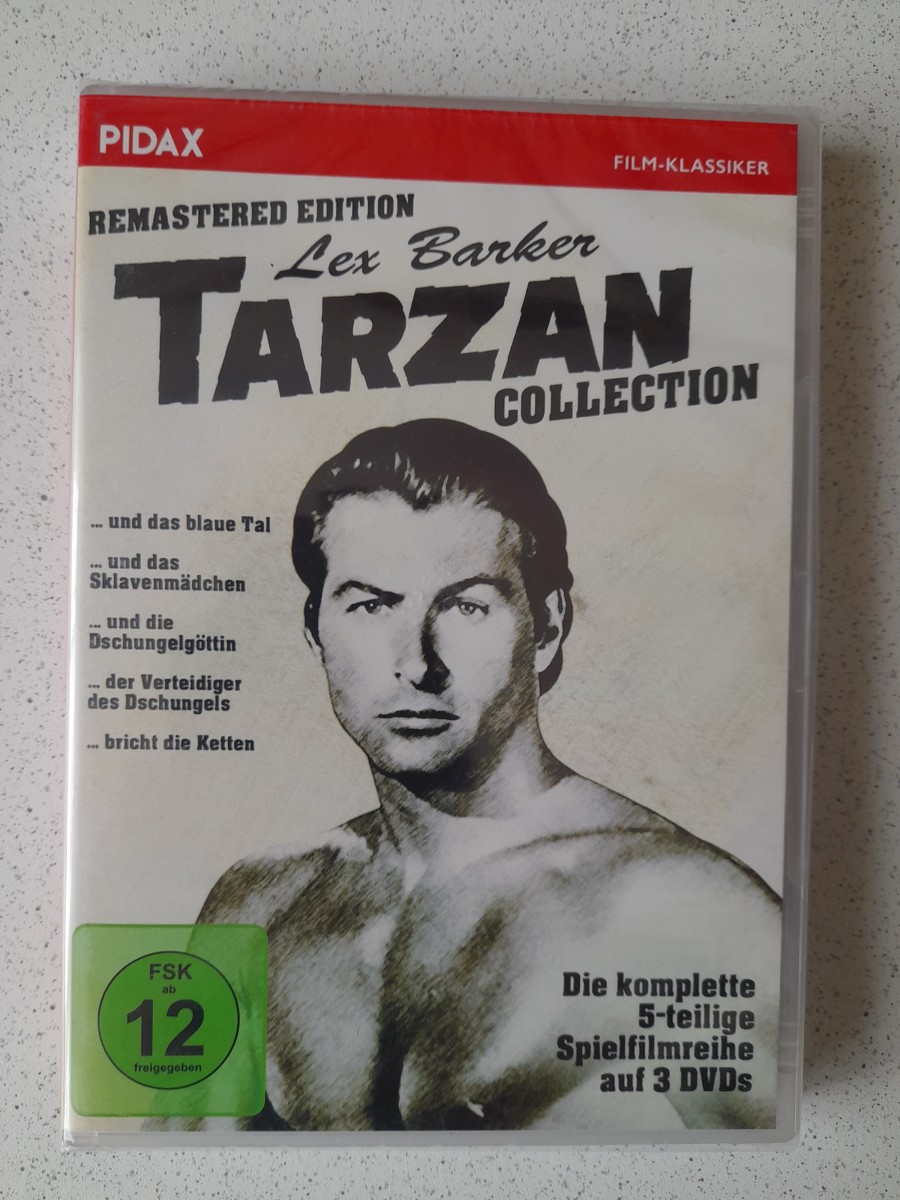 PIDAX
FILM-KLASSIKER
REMASTERED EDITION
Lex Barker
TARZAN
COLLECTION
... und das blaue Tal
... und das
Sklavenmädchen
... und die
Dschungelgöttin
... der Verteidiger
des Dschungels
... bricht die Ketten
FSK
ab
12
freigegeben
Die komplette
5-teilige
Spielfilmreihe
auf 3 DVDs